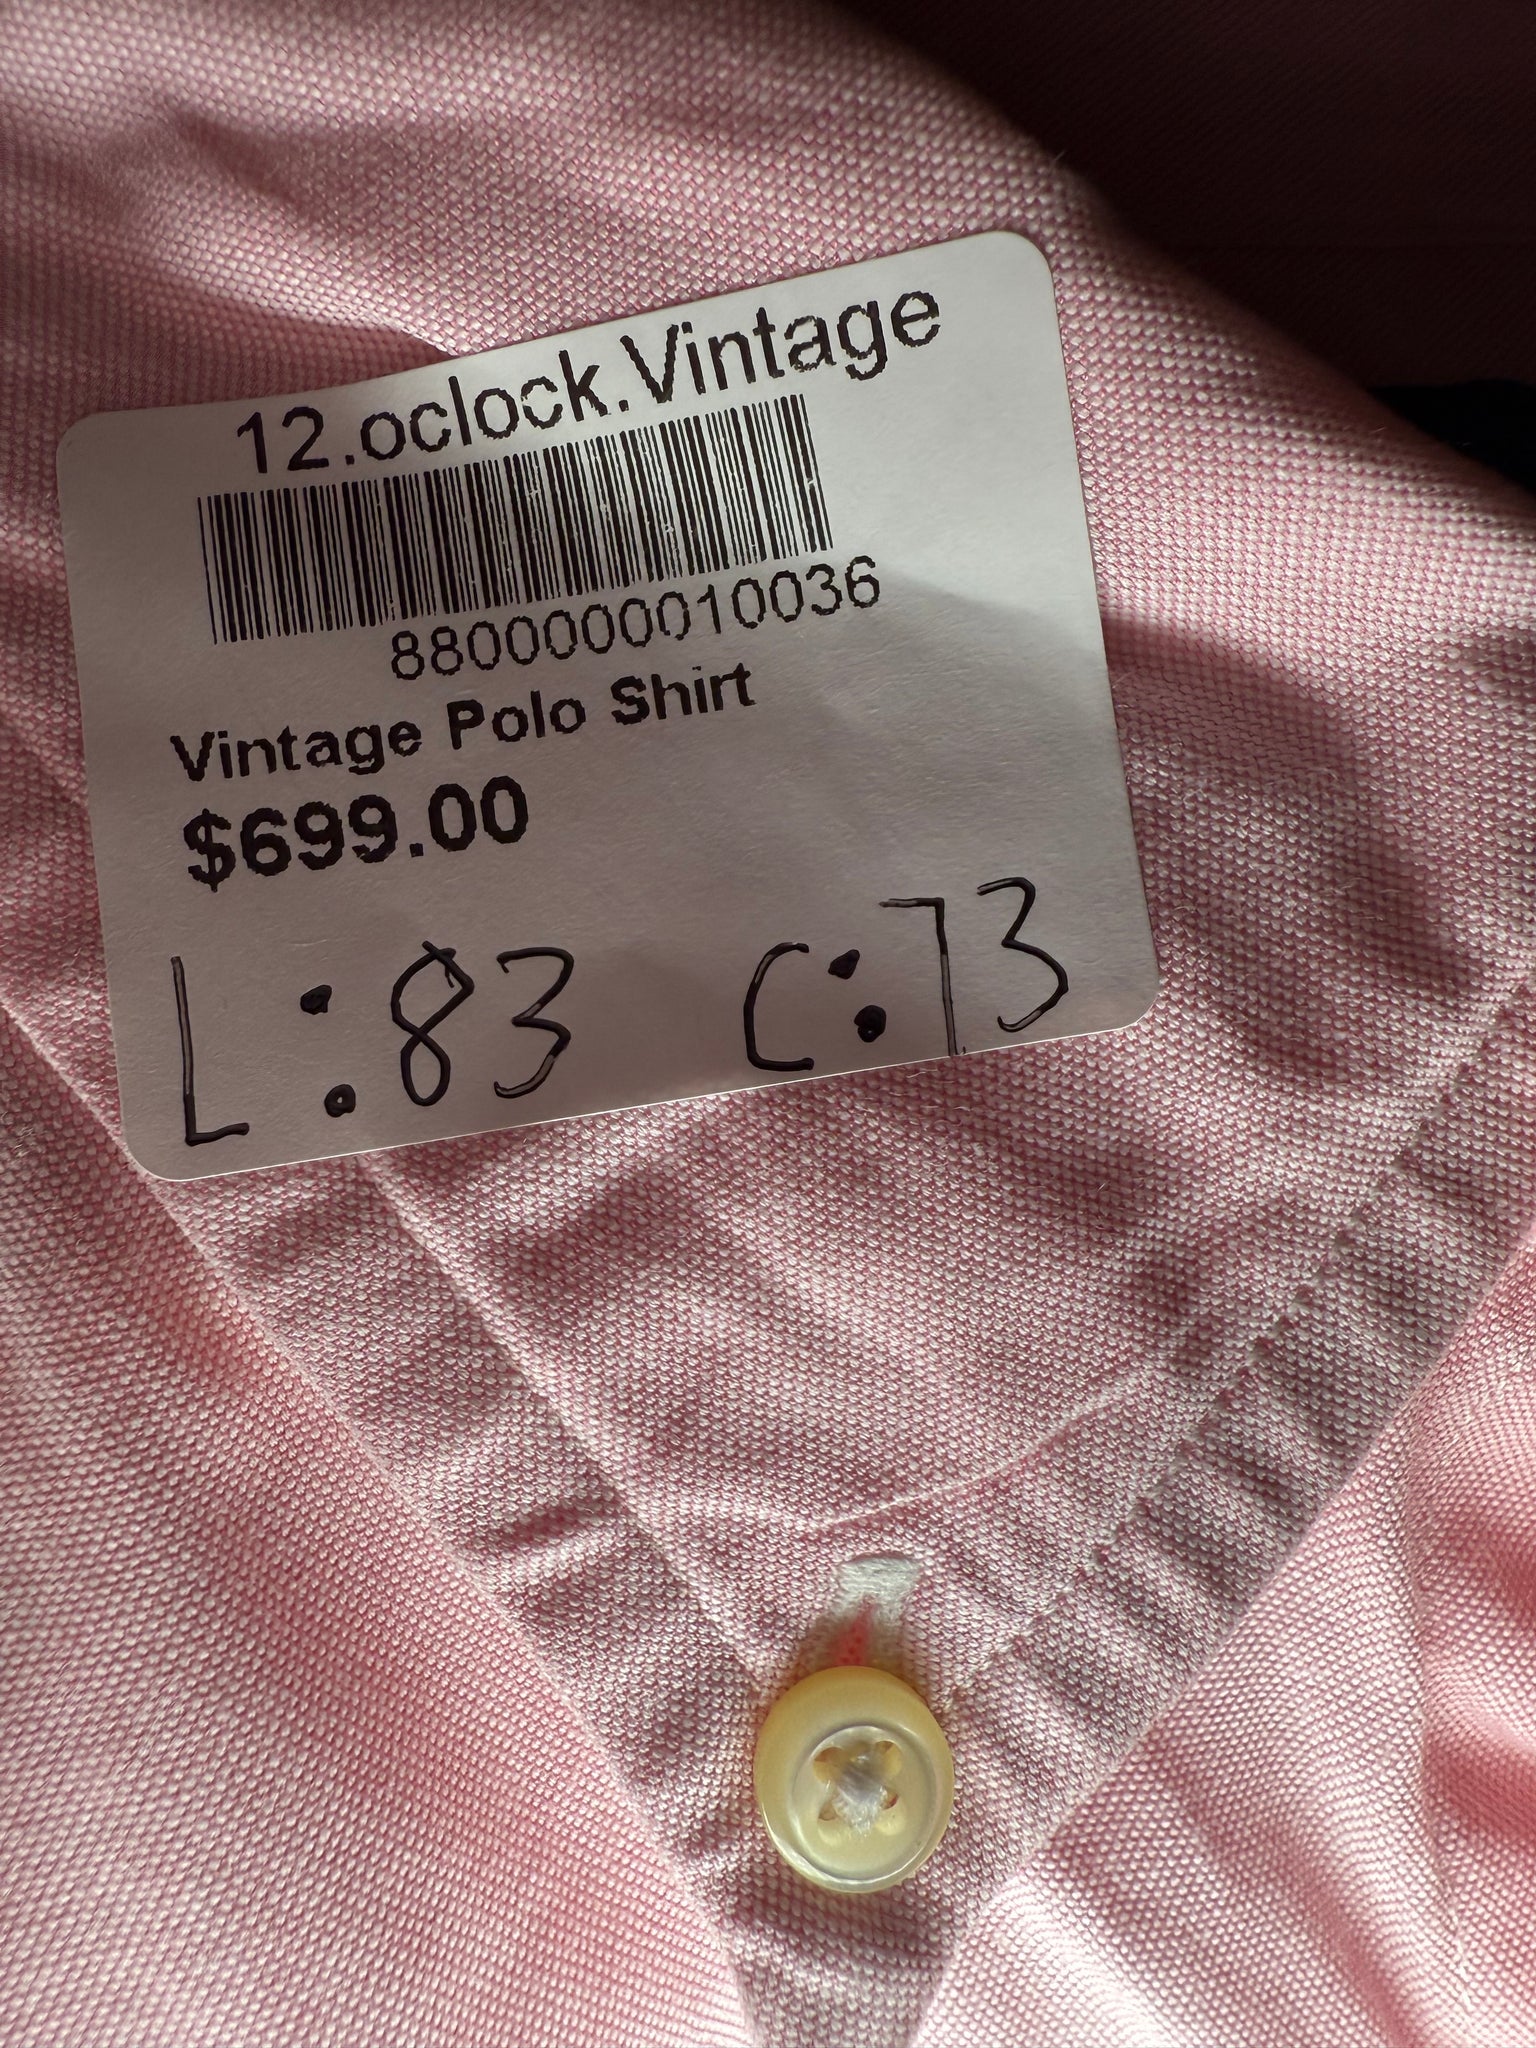 12.oclock.Vintage
8800000010036
Vintage Polo Shirt
$699.00
L:83 C:73